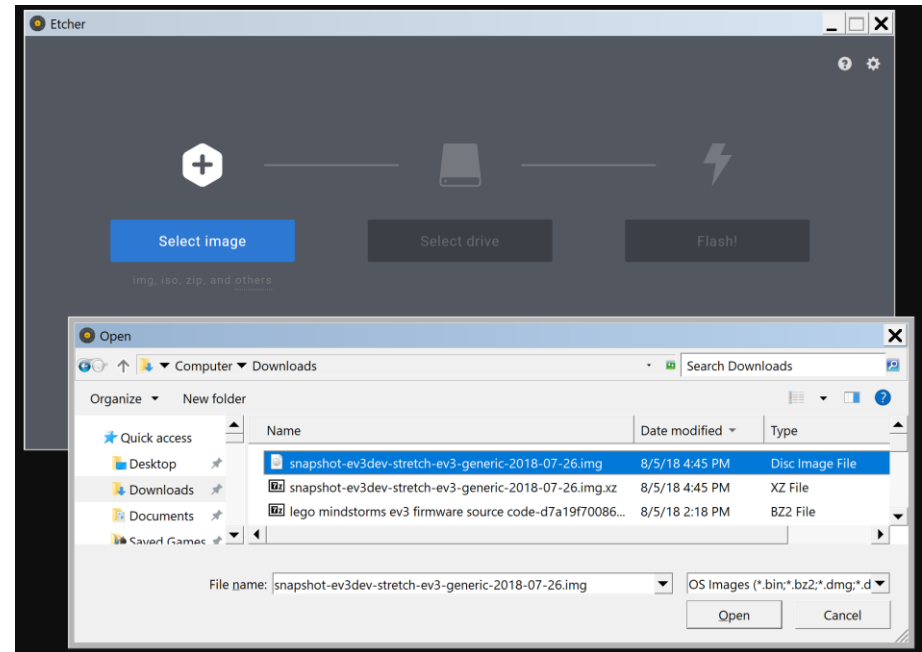 Etcher
Select image
Select drive
Flash!
img, iso, zip, and others
Open
Computer Downloads
Search Downloads
Organize
New folder
Quick access
Desktop
Downloads
Documents
Saved Games
Name Date modified Type
snapshot-ev3dev-stretch-ev3-generic-2018-07-26.img 8/5/18 4:45 PM Disc Image File
snapshot-ev3dev-stretch-ev3-generic-2018-07-26.img.xz 8/5/18 4:45 PM XZ File
lego mindstorms ev3 firmware source code-d7a19f70086... 8/5/18 2:18 PM BZ2 File
File name: snapshot-ev3dev-stretch-ev3-generic-2018-07-26.img OS Images (*.bin;*.bz2;*.dmg;*.d
Open Cancel